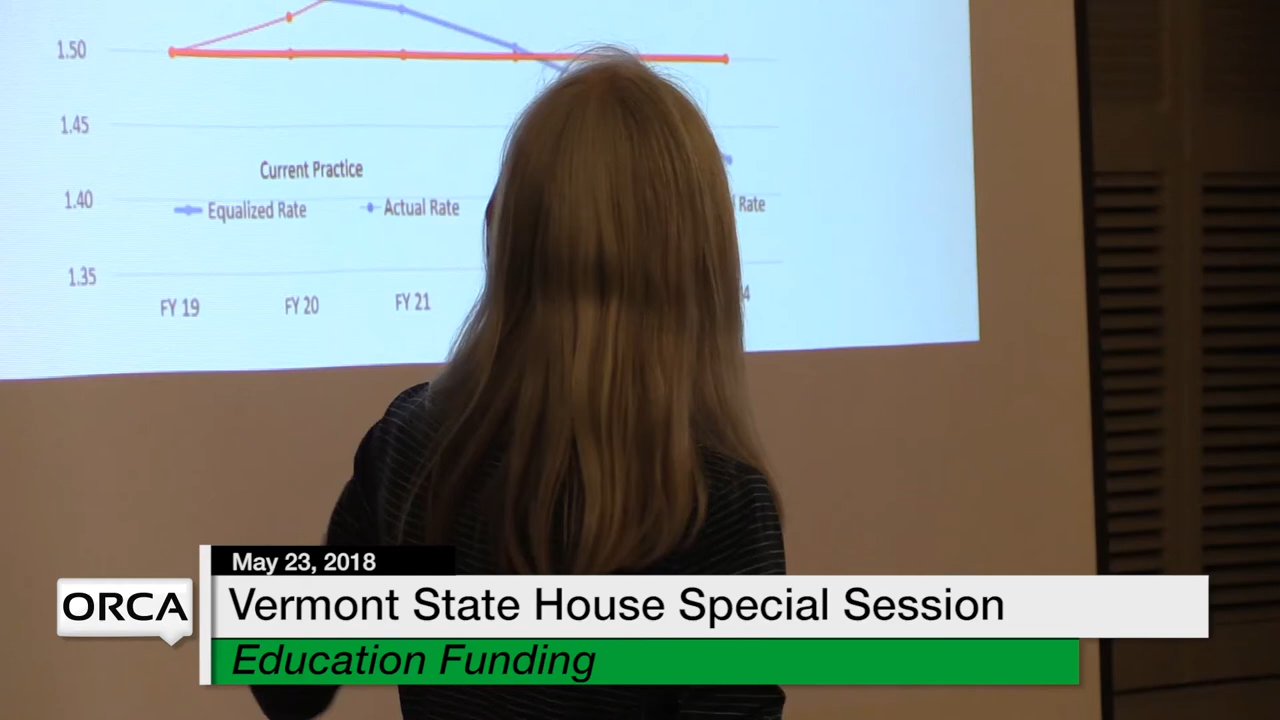 1.50
1.45
Current Practice
1.40
Equalized Rate
Actual Rate
Rate
1.35
FY 19
FY 20
FY 21
4
May 23, 2018
ORCA
Vermont State House Special Session
Education Funding